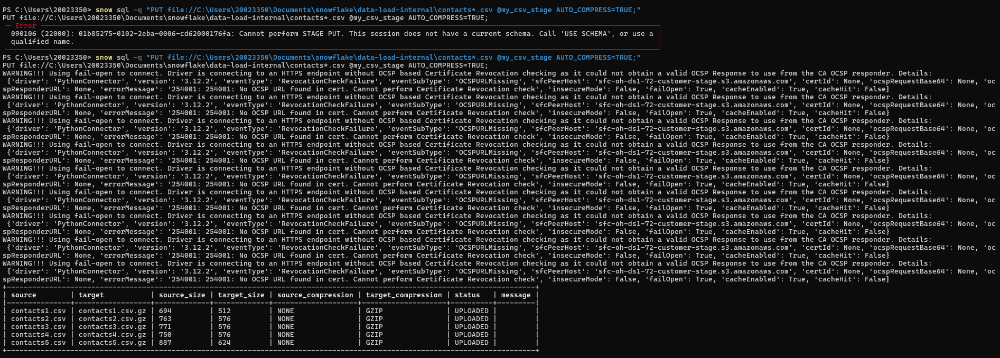 PS C:\Users\20023350> snow sql -q "PUT file://C:\Users\20023350\Documents\snowflake\data-load-internal\contacts*.csv @my_csv_stage AUTO_COMPRESS=TRUE;"
PUT file://C:\Users\20023350\Documents\snowflake\data-load-internal\contacts*.csv @my_csv_stage AUTO_COMPRESS=TRUE;
Error
090106 (22000): 01b85275-0102-2eba-0006-cd62000176fa: Cannot perform STAGE PUT. This session does not have a current schema. Call 'USE SCHEMA', or use a
qualified name.
PS C:\Users\20023350> snow sql -q "PUT file://C:\Users\20023350\Documents\snowflake\data-load-internal\contacts*.csv @my_csv_stage AUTO_COMPRESS=TRUE;"
PUT file://C:\Users\20023350\Documents\snowflake\data-load-internal\contacts*.csv @my_csv_stage AUTO_COMPRESS=TRUE;
WARNING!!! Using fail-open to connect. Driver is connecting to an HTTPS endpoint without OCSP based Certificate Revocation checking as it could not obtain a valid OCSP Response to use from the CA OCSP responder. Details:
{'driver': 'PythonConnector', 'version': '3.12.2', 'eventType': 'RevocationCheckFailure', 'eventSubType': 'OCSPURLMissing', 'sfcPeerHost': 'sfc-oh-ds1-72-customer-stage.s3.amazonaws.com', 'certId': None, 'ocspRequestBase64': None, 'oc
spResponderURL': None, 'errorMessage': '254001: 254001: No OCSP URL found in cert. Cannot perform Certificate Revocation check', 'insecureMode': False, 'failOpen': True, 'cacheEnabled': True, 'cacheHit': False}
WARNING!!! Using fail-open to connect. Driver is connecting to an HTTPS endpoint without OCSP based Certificate Revocation checking as it could not obtain a valid OCSP Response to use from the CA OCSP responder. Details:
{'driver': 'PythonConnector', 'version': '3.12.2', 'eventType': 'RevocationCheckFailure', 'eventSubType': 'OCSPURLMissing', 'sfcPeerHost': 'sfc-oh-ds1-72-customer-stage.s3.amazonaws.com', 'certId': None, 'ocspRequestBase64': None, 'oc
spResponderURL': None, 'errorMessage': '254001: 254001: No OCSP URL found in cert. Cannot perform Certificate Revocation check', 'insecureMode': False, 'failOpen': True, 'cacheEnabled': True, 'cacheHit': False}
WARNING!!! Using fail-open to connect. Driver is connecting to an HTTPS endpoint without OCSP based Certificate Revocation checking as it could not obtain a valid OCSP Response to use from the CA OCSP responder. Details:
{'driver': 'PythonConnector', 'version': '3.12.2', 'eventType': 'RevocationCheckFailure', 'eventSubType': 'OCSPURLMissing', 'sfcPeerHost': 'sfc-oh-ds1-72-customer-stage.s3.amazonaws.com', 'certId': None, 'ocspRequestBase64': None, 'oc
spResponderURL': None, 'errorMessage': '254001: 254001: No OCSP URL found in cert. Cannot perform Certificate Revocation check', 'insecureMode': False, 'failOpen': True, 'cacheEnabled': True, 'cacheHit': False}
WARNING!!! Using fail-open to connect. Driver is connecting to an HTTPS endpoint without OCSP based Certificate Revocation checking as it could not obtain a valid OCSP Response to use from the CA OCSP responder. Details:
{'driver': 'PythonConnector', 'version': '3.12.2', 'eventType': 'RevocationCheckFailure', 'eventSubType': 'OCSPURLMissing', 'sfcPeerHost': 'sfc-oh-ds1-72-customer-stage.s3.amazonaws.com', 'certId': None, 'ocspRequestBase64': None, 'oc
spResponderURL': None, 'errorMessage': '254001: 254001: No OCSP URL found in cert. Cannot perform Certificate Revocation check', 'insecureMode': False, 'failOpen': True, 'cacheEnabled': True, 'cacheHit': False}
WARNING!!! Using fail-open to connect. Driver is connecting to an HTTPS endpoint without OCSP based Certificate Revocation checking as it could not obtain a valid OCSP Response to use from the CA OCSP responder. Details:
{'driver': 'PythonConnector', 'version': '3.12.2', 'eventType': 'RevocationCheckFailure', 'eventSubType': 'OCSPURLMissing', 'sfcPeerHost': 'sfc-oh-ds1-72-customer-stage.s3.amazonaws.com', 'certId': None, 'ocspRequestBase64': None, 'oc
spResponderURL': None, 'errorMessage': '254001: 254001: No OCSP URL found in cert. Cannot perform Certificate Revocation check', 'insecureMode': False, 'failOpen': True, 'cacheEnabled': True, 'cacheHit': False}
WARNING!!! Using fail-open to connect. Driver is connecting to an HTTPS endpoint without OCSP based Certificate Revocation checking as it could not obtain a valid OCSP Response to use from the CA OCSP responder. Details:
{'driver': 'PythonConnector', 'version': '3.12.2', 'eventType': 'RevocationCheckFailure', 'eventSubType': 'OCSPURLMissing', 'sfcPeerHost': 'sfc-oh-ds1-72-customer-stage.s3.amazonaws.com', 'certId': None, 'ocspRequestBase64': None, 'oc
spResponderURL': None, 'errorMessage': '254001: 254001: No OCSP URL found in cert. Cannot perform Certificate Revocation check', 'insecureMode': False, 'failOpen': True, 'cacheEnabled': True, 'cacheHit': False}
WARNING!!! Using fail-open to connect. Driver is connecting to an HTTPS endpoint without OCSP based Certificate Revocation checking as it could not obtain a valid OCSP Response to use from the CA OCSP responder. Details:
{'driver': 'PythonConnector', 'version': '3.12.2', 'eventType': 'RevocationCheckFailure', 'eventSubType': 'OCSPURLMissing', 'sfcPeerHost': 'sfc-oh-ds1-72-customer-stage.s3.amazonaws.com', 'certId': None, 'ocspRequestBase64': None, 'oc
spResponderURL': None, 'errorMessage': '254001: 254001: No OCSP URL found in cert. Cannot perform Certificate Revocation check', 'insecureMode': False, 'failOpen': True, 'cacheEnabled': True, 'cacheHit': False}
WARNING!!! Using fail-open to connect. Driver is connecting to an HTTPS endpoint without OCSP based Certificate Revocation checking as it could not obtain a valid OCSP Response to use from the CA OCSP responder. Details:
{'driver': 'PythonConnector', 'version': '3.12.2', 'eventType': 'RevocationCheckFailure', 'eventSubType': 'OCSPURLMissing', 'sfcPeerHost': 'sfc-oh-ds1-72-customer-stage.s3.amazonaws.com', 'certId': None, 'ocspRequestBase64': None, 'oc
spResponderURL': None, 'errorMessage': '254001: 254001: No OCSP URL found in cert. Cannot perform Certificate Revocation check', 'insecureMode': False, 'failOpen': True, 'cacheEnabled': True, 'cacheHit': False}
WARNING!!! Using fail-open to connect. Driver is connecting to an HTTPS endpoint without OCSP based Certificate Revocation checking as it could not obtain a valid OCSP Response to use from the CA OCSP responder. Details:
{'driver': 'PythonConnector', 'version': '3.12.2', 'eventType': 'RevocationCheckFailure', 'eventSubType': 'OCSPURLMissing', 'sfcPeerHost': 'sfc-oh-ds1-72-customer-stage.s3.amazonaws.com', 'certId': None, 'ocspRequestBase64': None, 'oc
spResponderURL': None, 'errorMessage': '254001: 254001: No OCSP URL found in cert. Cannot perform Certificate Revocation check', 'insecureMode': False, 'failOpen': True, 'cacheEnabled': True, 'cacheHit': False}
| source | target | source_size | target_size | source_compression | target_compression | status | message |
| contacts1.csv | contacts1.csv.gz | 694 | 512 | NONE | GZIP | UPLOADED | |
| contacts2.csv | contacts2.csv.gz | 763 | 576 | NONE | GZIP | UPLOADED | |
| contacts3.csv | contacts3.csv.gz | 771 | 576 | NONE | GZIP | UPLOADED | |
| contacts4.csv | contacts4.csv.gz | 750 | 576 | NONE | GZIP | UPLOADED | |
| contacts5.csv | contacts5.csv.gz | 887 | 624 | NONE | GZIP | UPLOADED | |